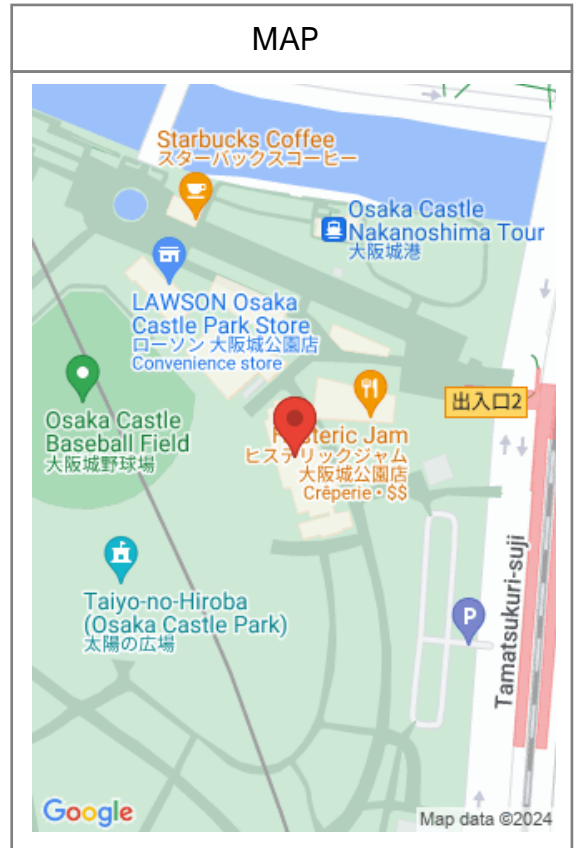 MAP
Starbucks Coffee
スターバックスコーヒー
Osaka Castle
Nakanoshima Tour
大阪城港
LAWSON Osaka
Castle Park Store
ローソン 大阪城公園店
Convenience store
出入口2
Osaka Castle
Baseball Field
大阪城野球場
Jam
ヒステリックジャム
大阪城公園店
Crêperie • $$
Taiyo-no-Hiroba
(Osaka Castle Park)
太陽の広場
P
Tamatsukuri-suji
Google
Map data ©2024